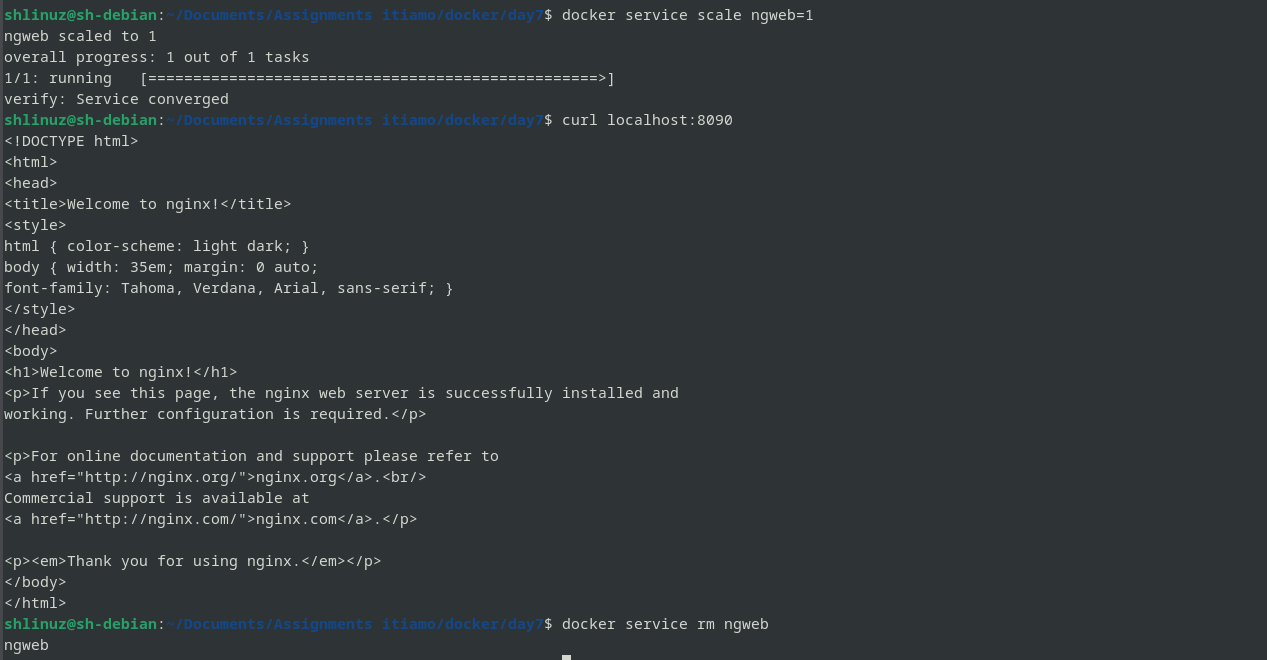 shlinuz@sh-debian:~/Documents/Assignments itiamo/docker/day7$ docker service scale ngweb=1
ngweb scaled to 1
overall progress: 1 out of 1 tasks
1/1: running   [==================================================>]
verify: Service converged
shlinuz@sh-debian:~/Documents/Assignments itiamo/docker/day7$ curl localhost:8090
<!DOCTYPE html>
<html>
<head>
<title>Welcome to nginx!</title>
<style>
html { color-scheme: light dark; }
body { width: 35em; margin: 0 auto;
font-family: Tahoma, Verdana, Arial, sans-serif; }
</style>
</head>
<body>
<h1>Welcome to nginx!</h1>
<p>If you see this page, the nginx web server is successfully installed and
working. Further configuration is required.</p>

<p>For online documentation and support please refer to
<a href="http://nginx.org/">nginx.org</a>.<br/>
Commercial support is available at
<a href="http://nginx.com/">nginx.com</a>.</p>

<p><em>Thank you for using nginx.</em></p>
</body>
</html>
shlinuz@sh-debian:~/Documents/Assignments itiamo/docker/day7$ docker service rm ngweb
ngweb